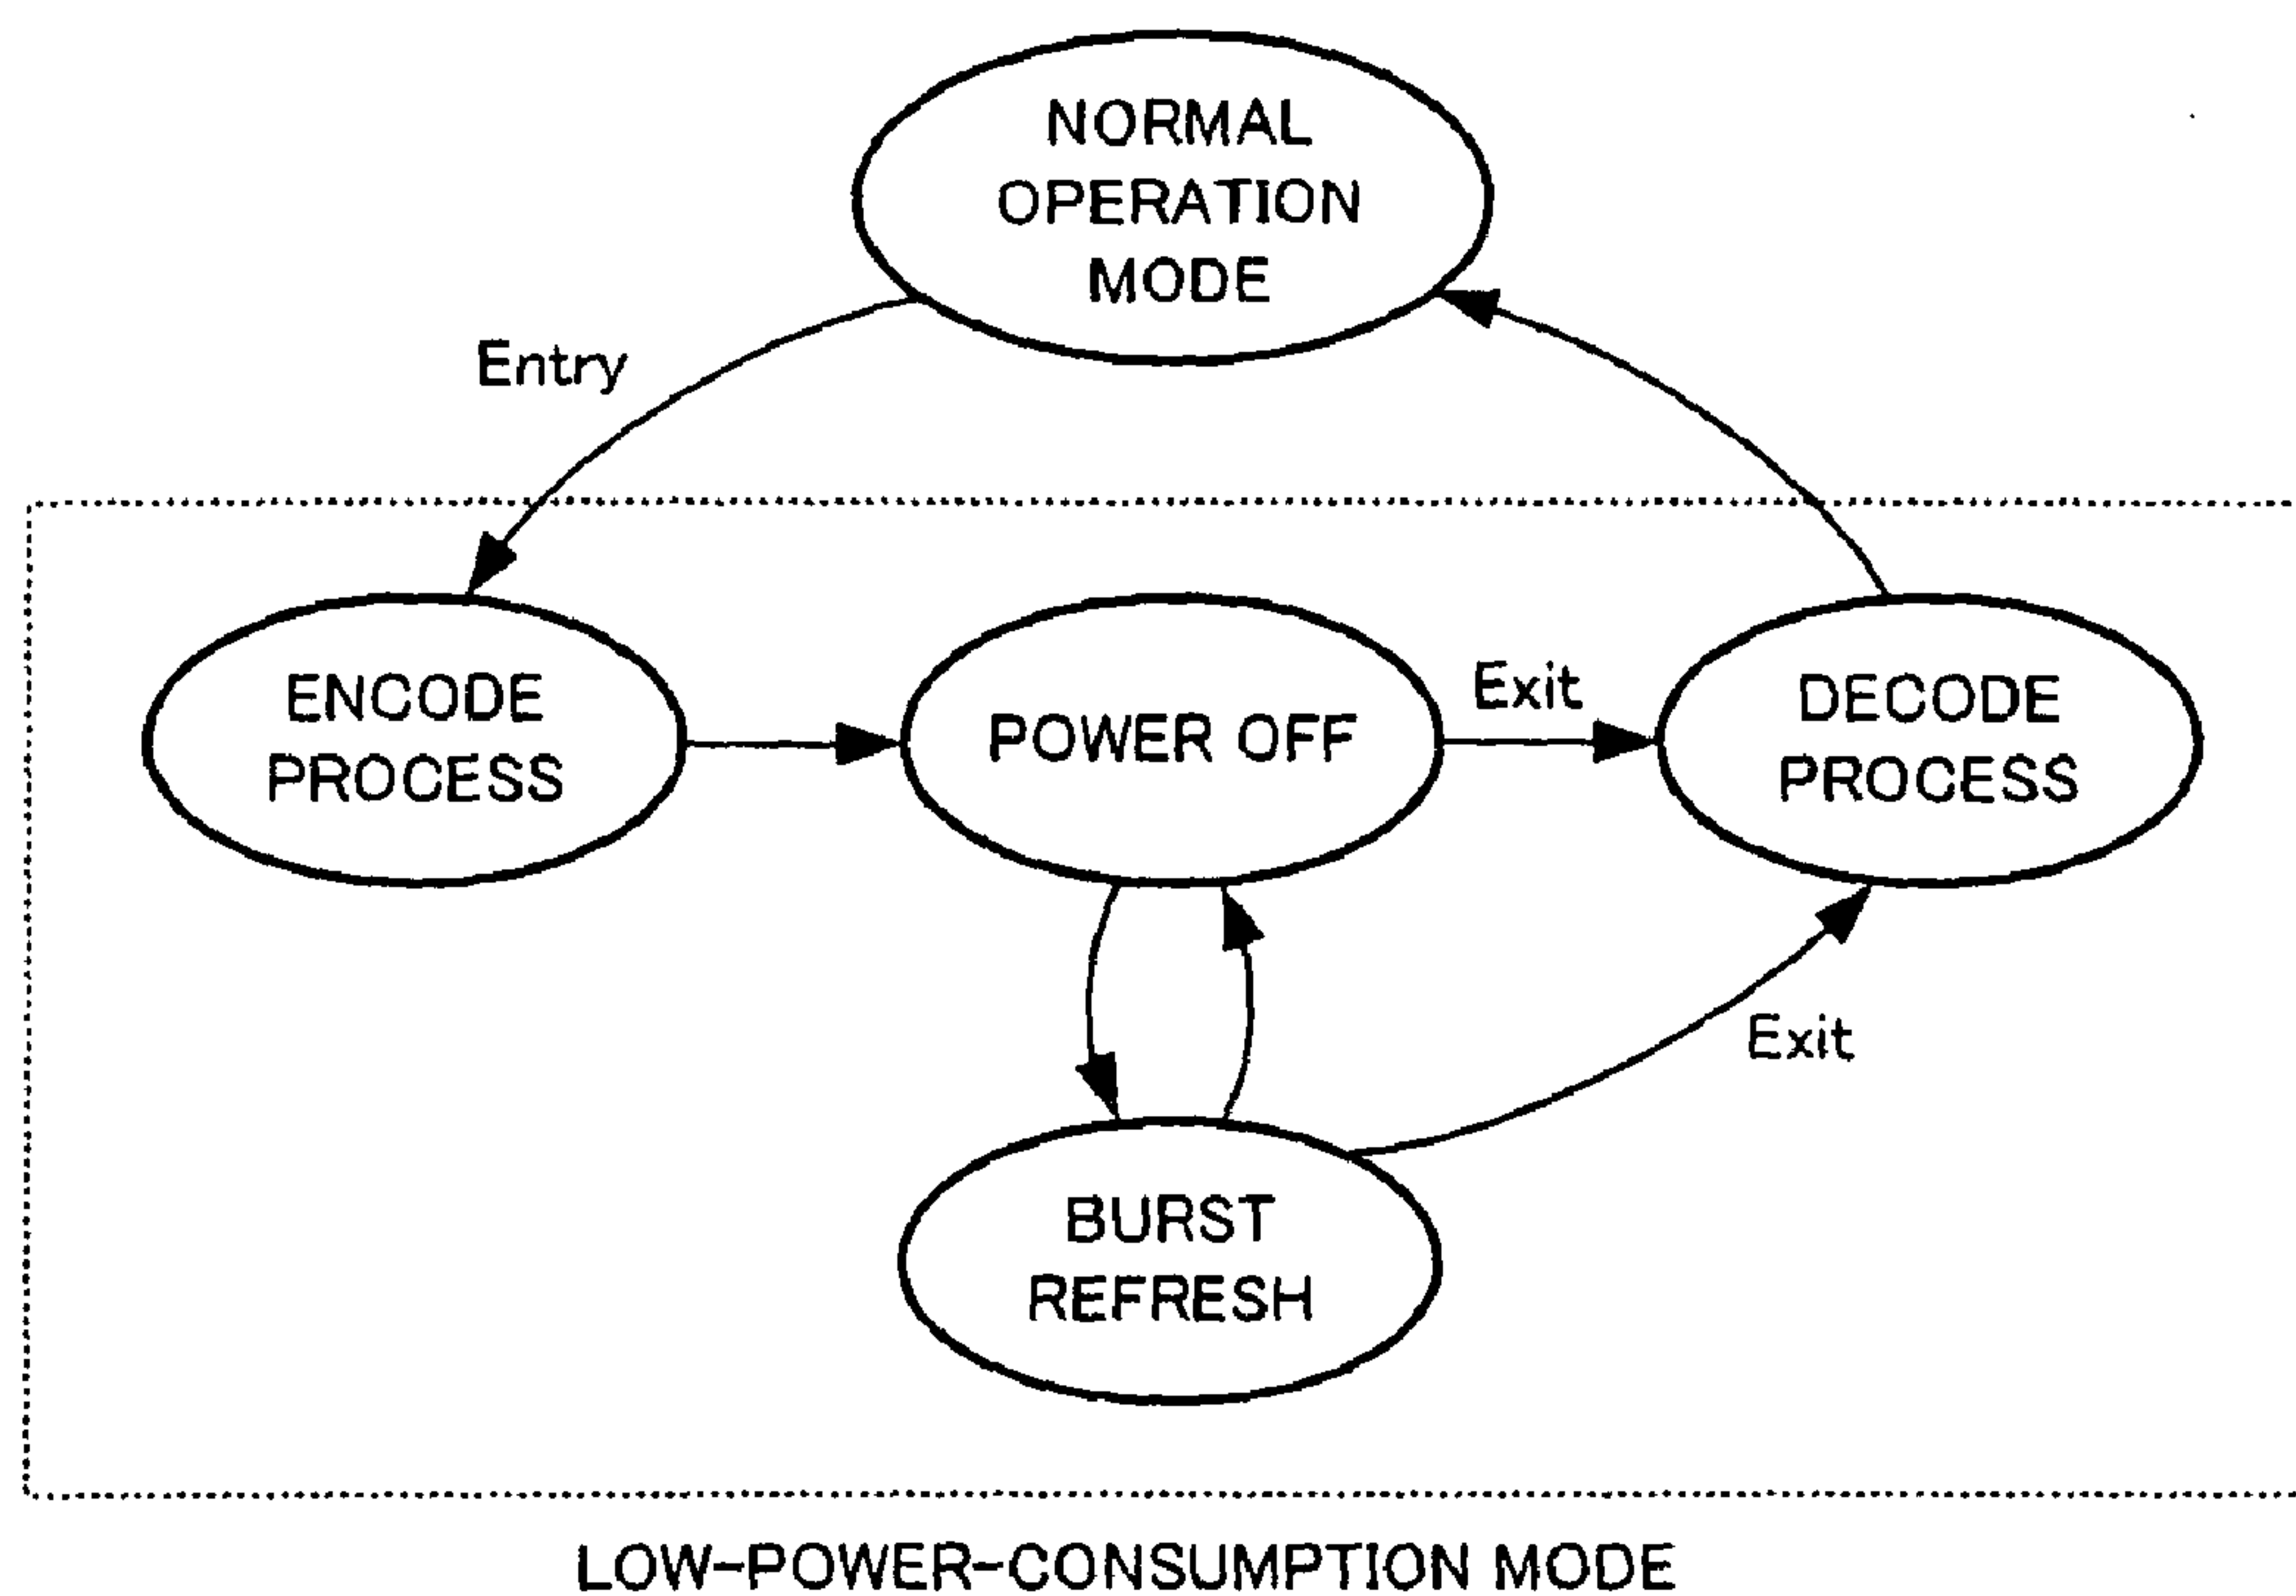 NORMAL
OPERATION
MODE
Entry
ENCODE
PROCESS
POWER OFF
Exit
DECODE
PROCESS
Exit
BURST
REFRESH
LOW-POWER-CONSUMPTION MODE